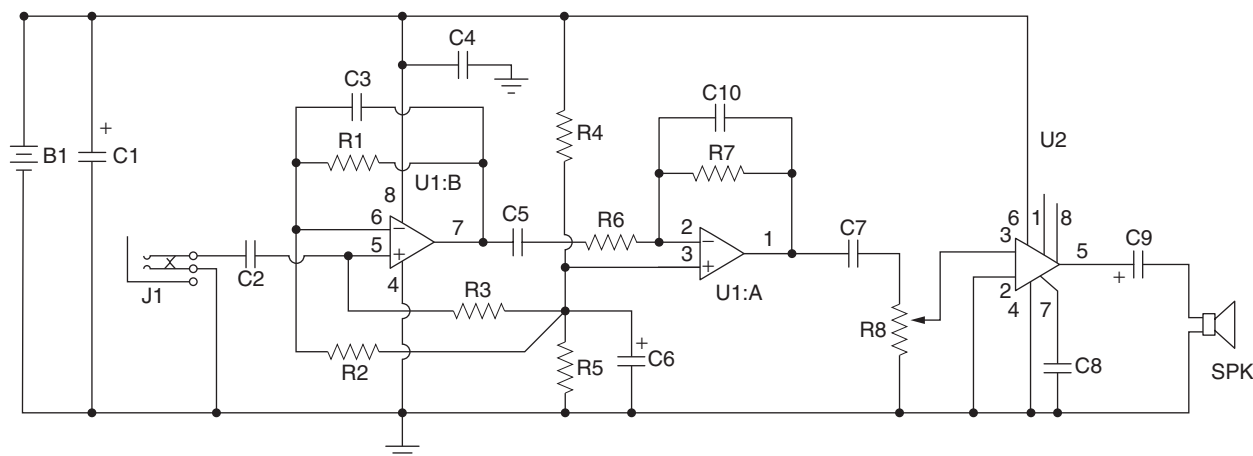 C4
C3
C10
+
R1
R4
U2
B1
C1
R7
U1:B
8
6 1 8
6
7
C5
R6
2
1
C7
3
5
C9
5
3
+
C2
4
U1:A
2
J1
R3
4 7
+
R8
R2
R5
C6
C8
SPK